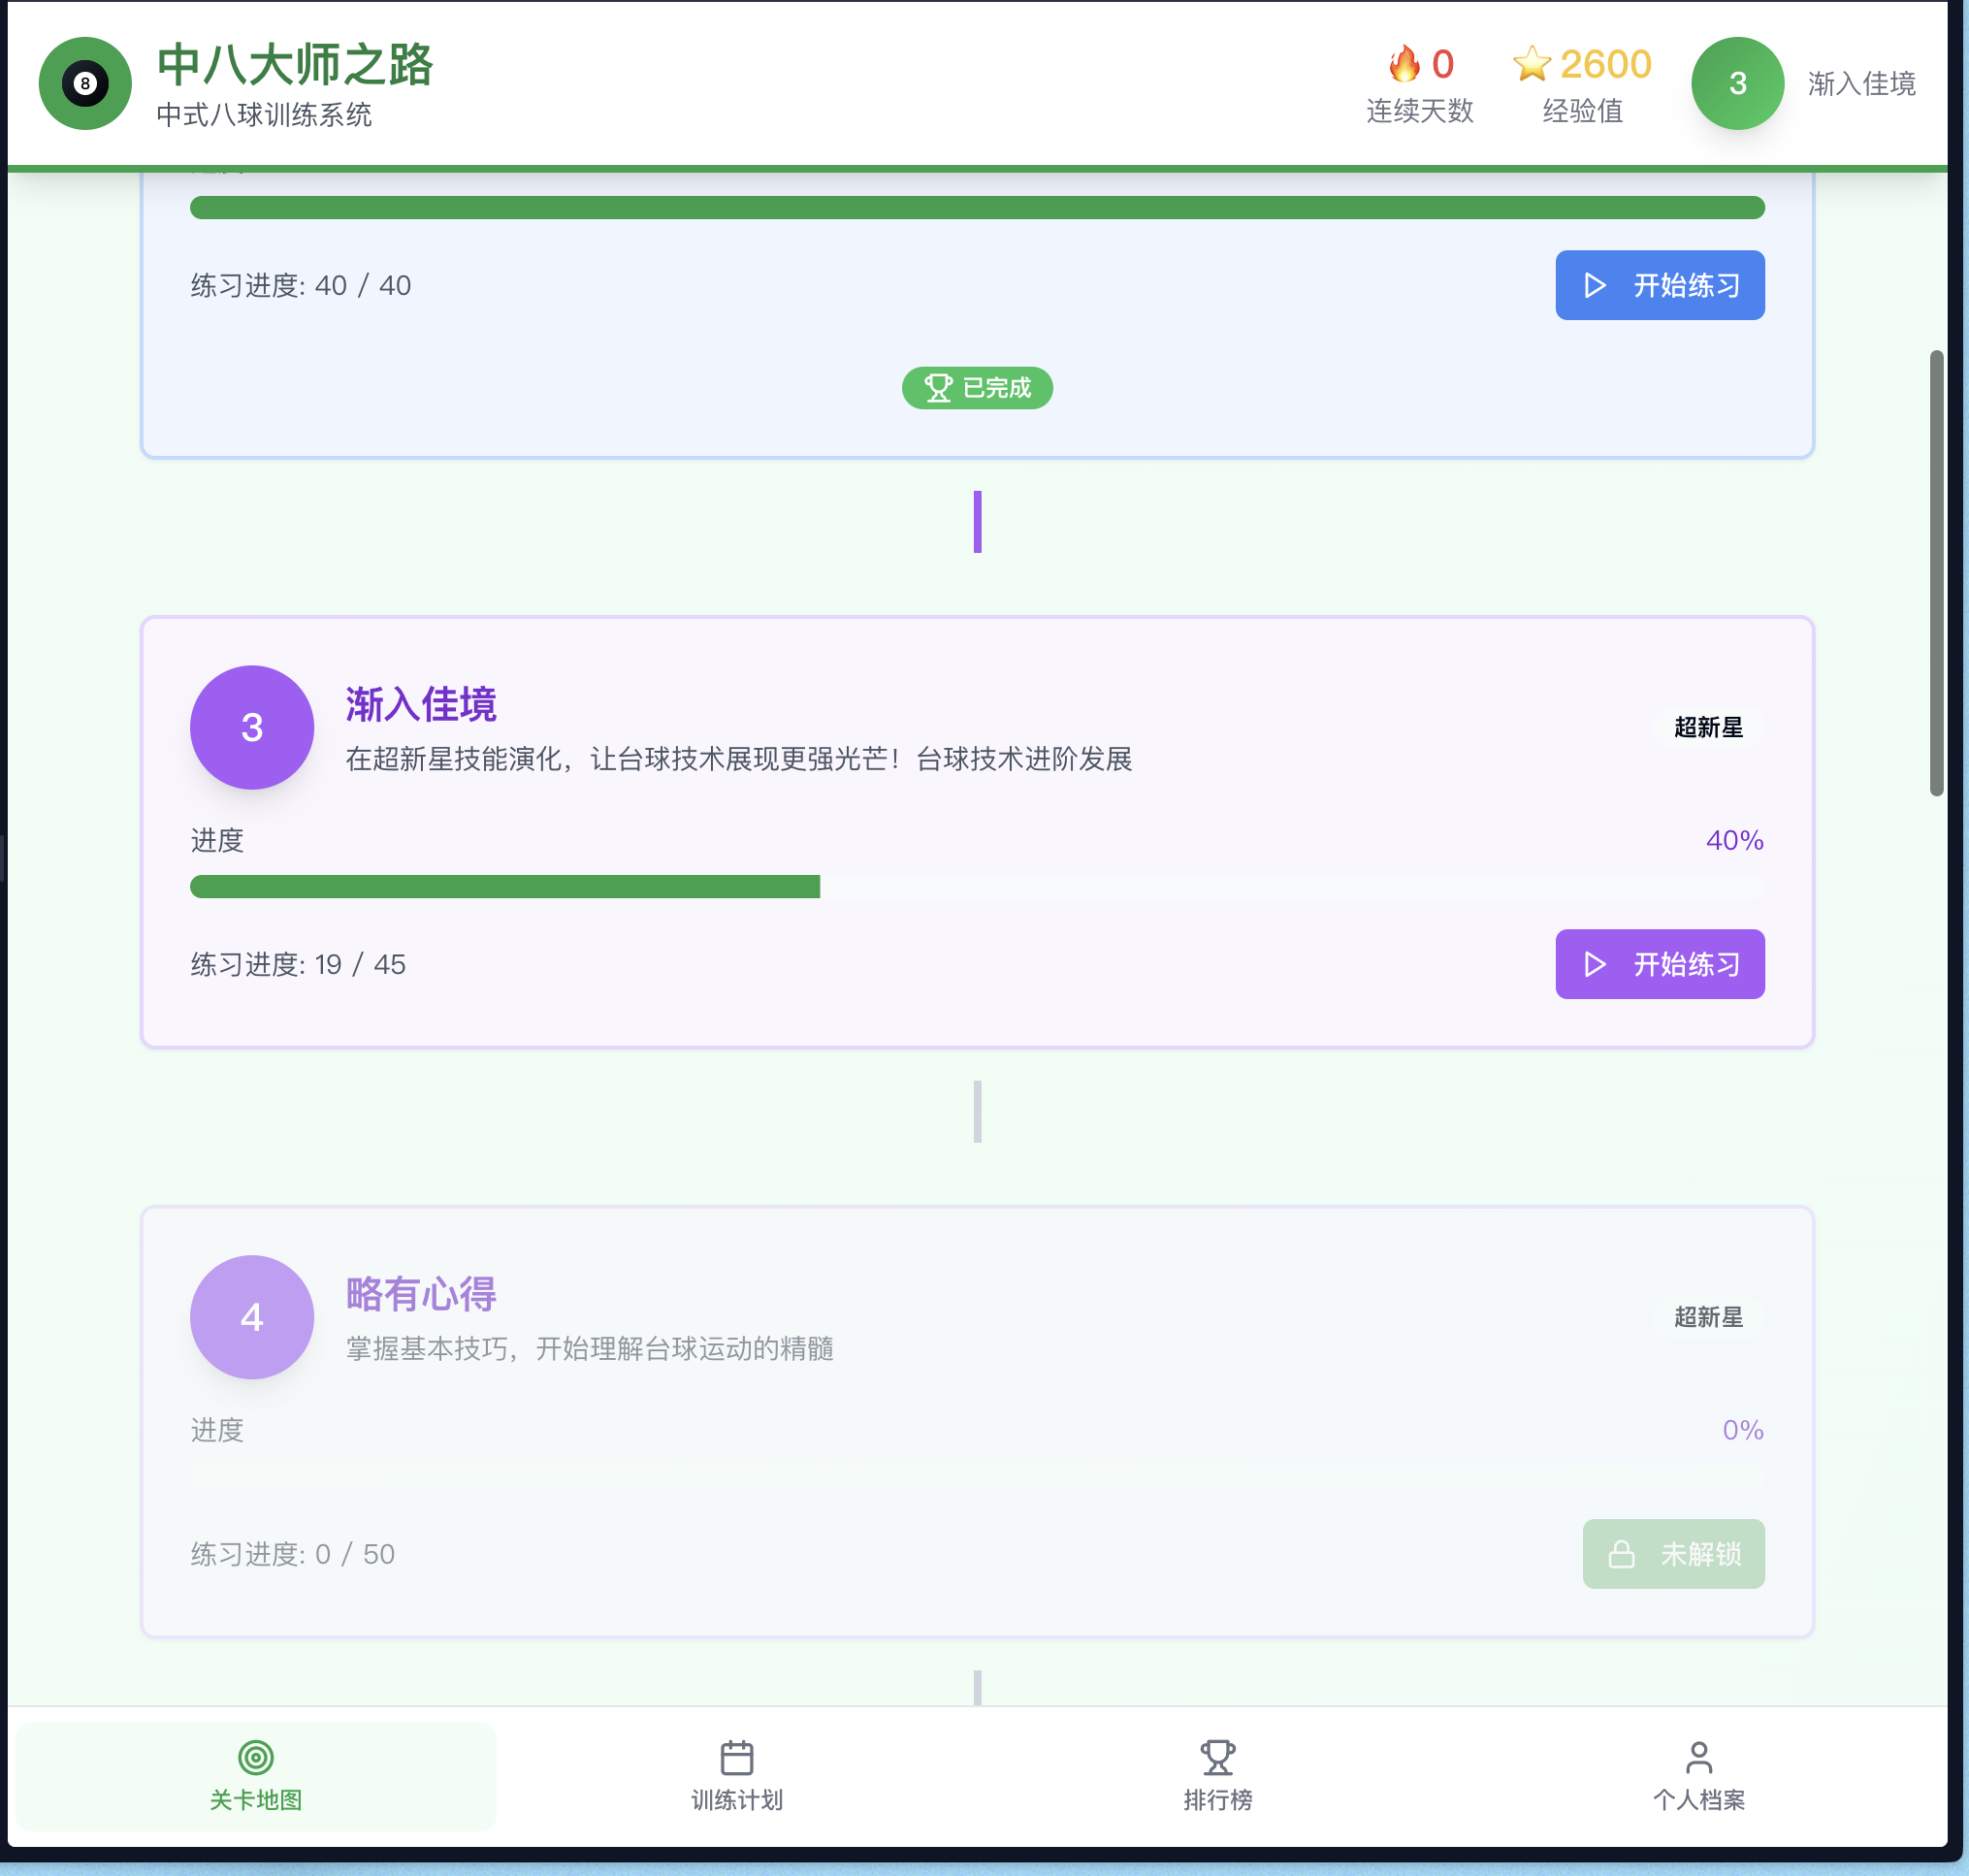 8
中八大师之路
中式八球训练系统
🔥 0
连续天数
⭐ 2600
经验值
3
渐入佳境
练习进度: 40 / 40
开始练习
已完成
3
渐入佳境
在超新星技能演化，让台球技术展现更强光芒！台球技术进阶发展
超新星
进度
40%
练习进度: 19 / 45
开始练习
4
略有心得
掌握基本技巧，开始理解台球运动的精髓
超新星
进度
0%
练习进度: 0 / 50
未解锁
关卡地图
训练计划
排行榜
个人档案